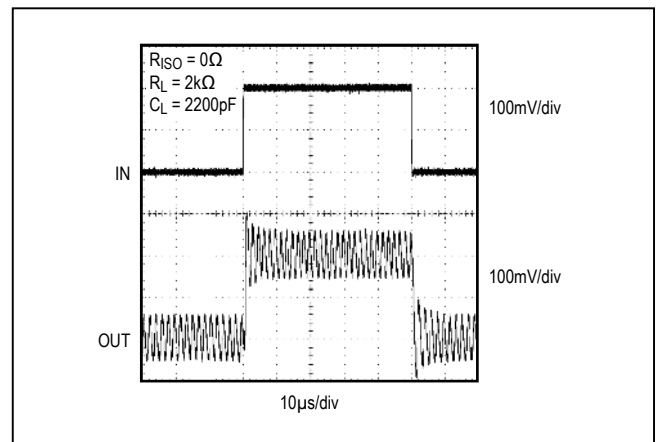 RISO = 0Ω
RL = 2kΩ
CL = 2200pF
100mV/div
IN
100mV/div
OUT
10µs/div